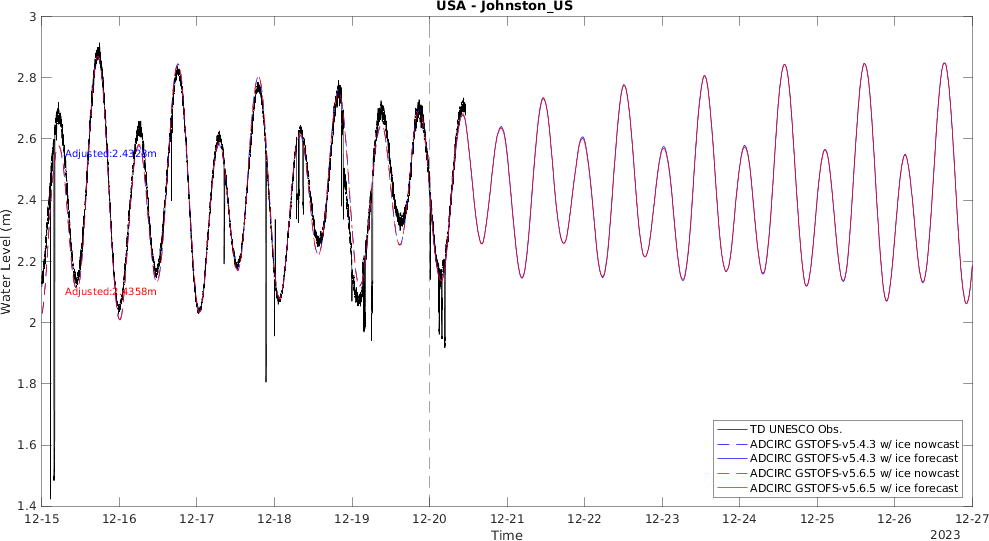 USA - Johnston_US
3
2.8
2.6
2.4
2.2
2
1.8
1.6
1.4
Water Level (m)
Adjusted:2.4328m
Adjusted:2.4358m
TD UNESCO Obs.
ADCIRC GSTOFS-v5.4.3 w/ ice nowcast
ADCIRC GSTOFS-v5.4.3 w/ ice forecast
ADCIRC GSTOFS-v5.6.5 w/ ice nowcast
ADCIRC GSTOFS-v5.6.5 w/ ice forecast
12-15 12-16 12-17 12-18 12-19 12-20 12-21 12-22 12-23 12-24 12-25 12-26 12-27
Time
2023